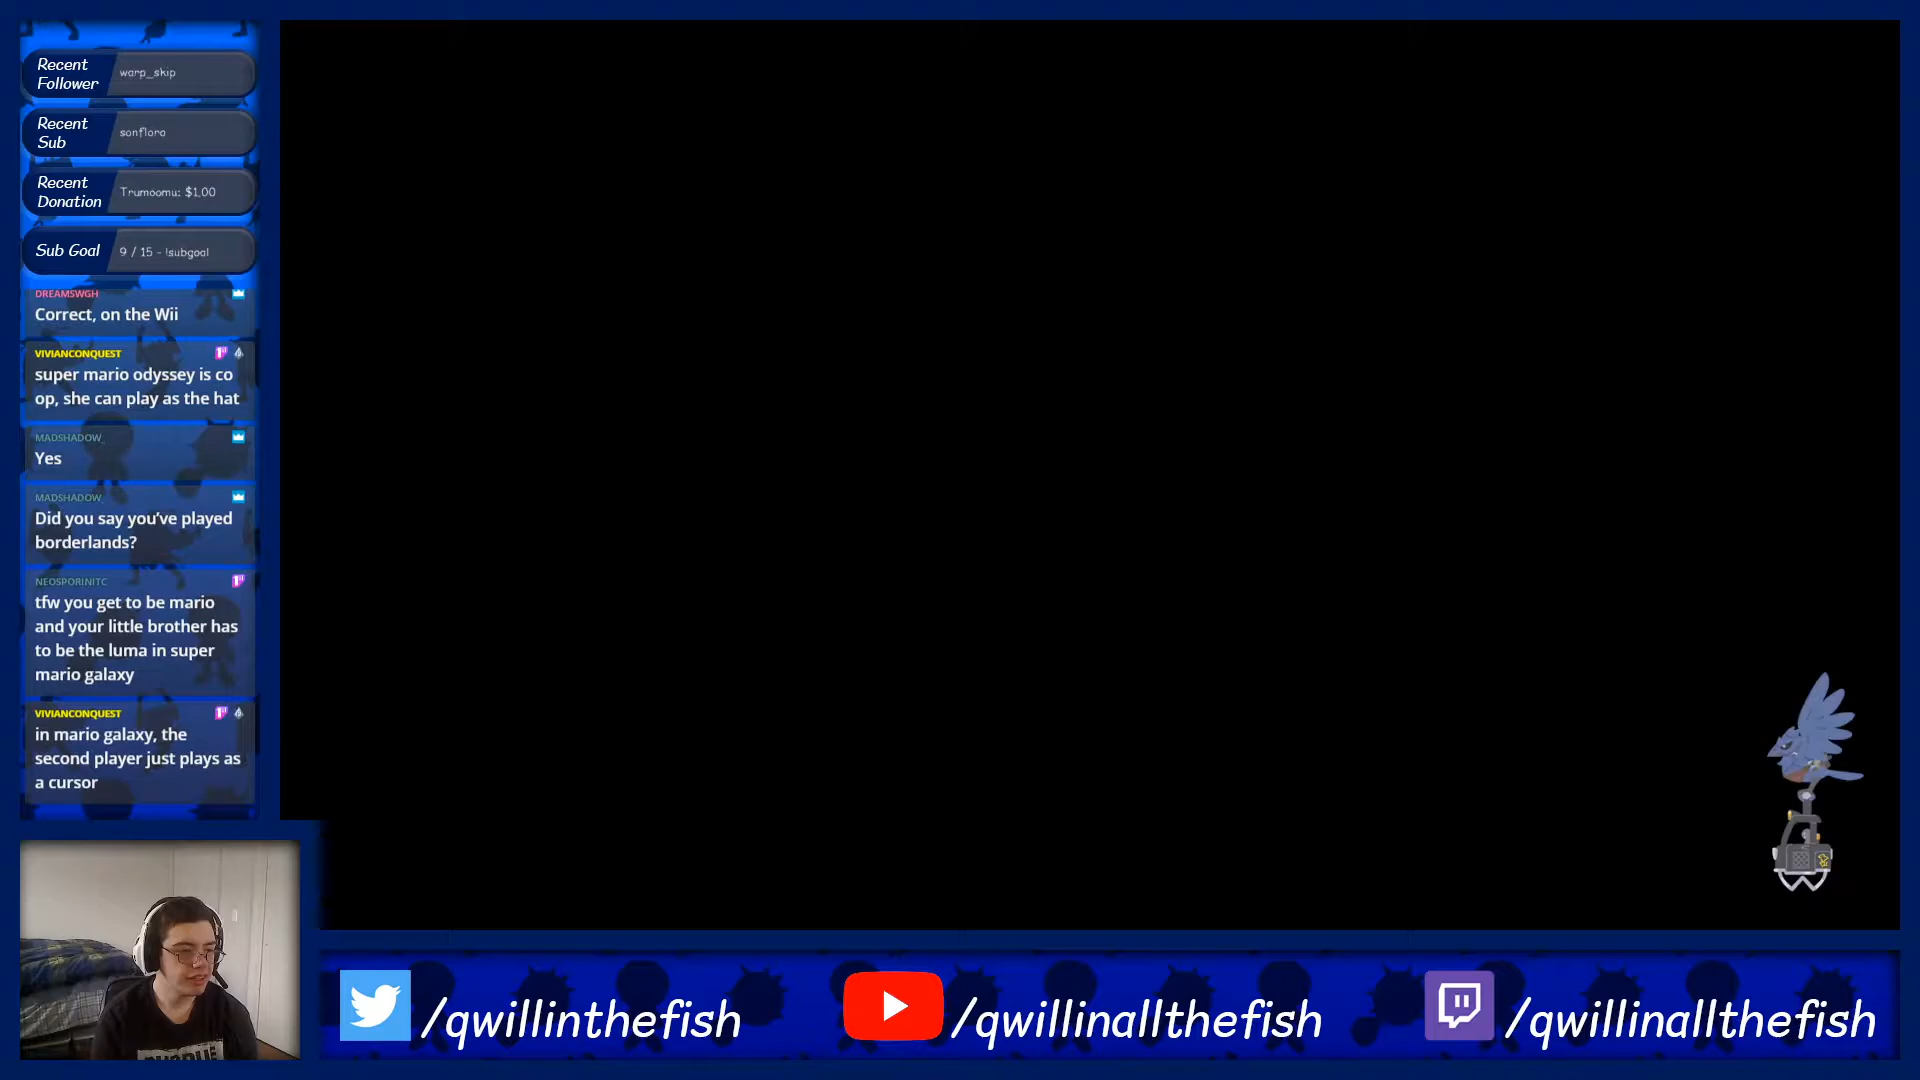 Recent
Follower
warp_skip
Recent
Sub
sonfloro
Recent
Donation
Trumoomu: $1.00
Sub Goal
9 / 15 - !subgoal
DREAMSWGH
Correct, on the Wii
VIVIANCONQUEST
super mario odyssey is co
op, she can play as the hat
MADSHADOW_
Yes
MADSHADOW_
Did you say you've played
borderlands?
NEOSPORINITC
tfw you get to be mario
and your little brother has
to be the luma in super
mario galaxy
VIVIANCONQUEST
in mario galaxy, the
second player just plays as
a cursor
/qwillinthefish
/qwillinallthefish
/qwillinallthefish